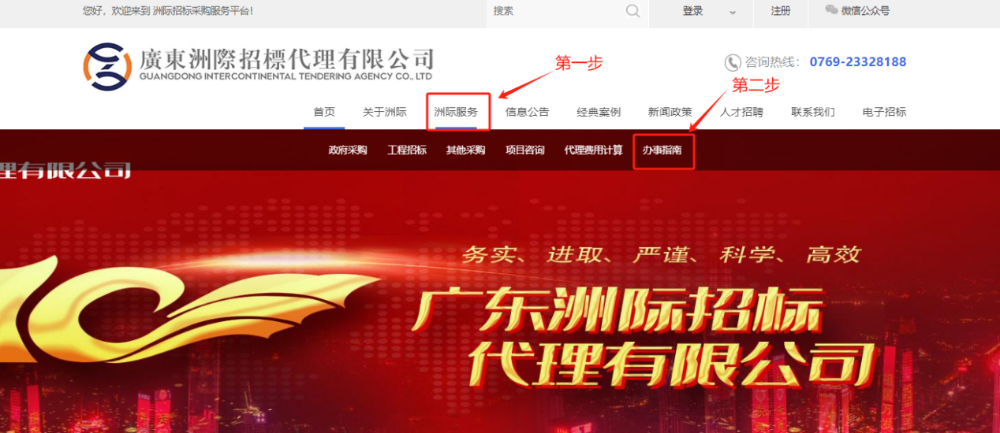 您好，欢迎来到 洲际招标采购服务平台！ 搜索 登录 注册 微信公众号
廣東洲際招標代理有限公司
GUANGDONG INTERCONTINENTAL TENDERING AGENCY CO., LTD
第一步
咨询热线： 0769-23328188
第二步
首页 关于洲际 洲际服务 信息公告 经典案例 新闻政策 人才招聘 联系我们 电子招标
政府采购 工程招标 其他采购 项目咨询 代理费用计算 办事指南
理有限公司
务实、进取、严谨、科学、高效
广东洲际招标
代理有限公司